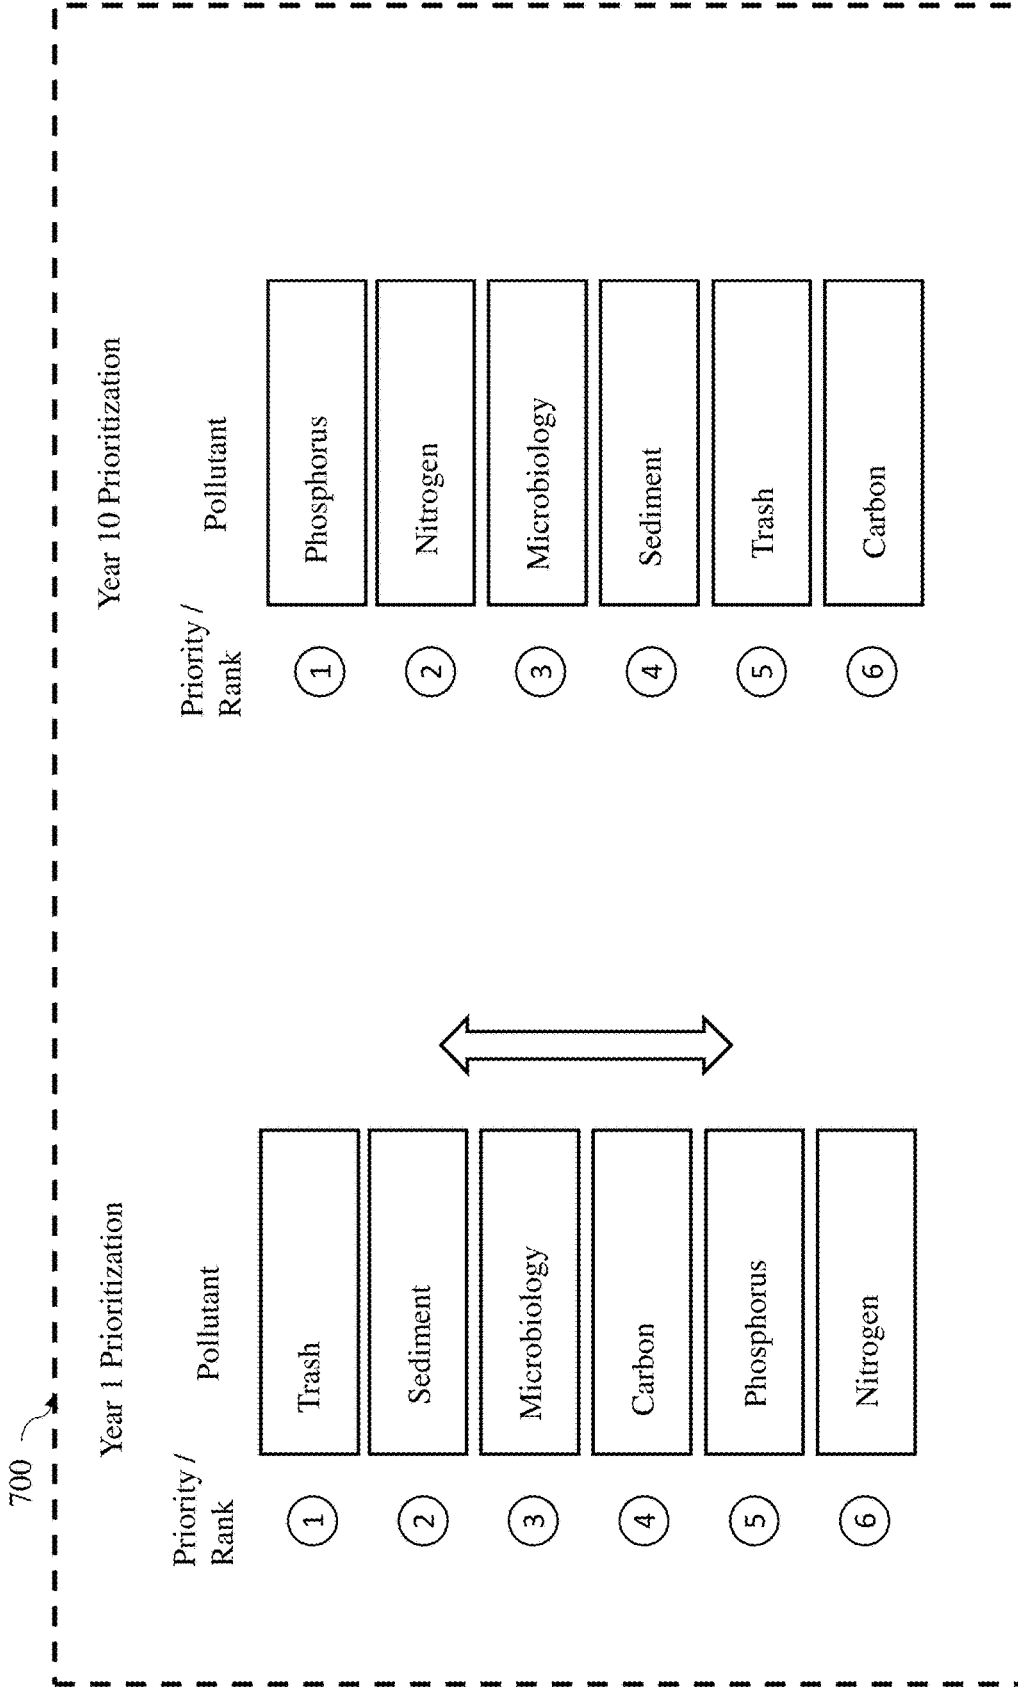 700
Year 1 Prioritization
Priority /
Rank
Pollutant
1
Trash
2
Sediment
3
Microbiology
4
Carbon
5
Phosphorus
6
Nitrogen
Year 10 Prioritization
Priority /
Rank
Pollutant
1
Phosphorus
2
Nitrogen
3
Microbiology
4
Sediment
5
Trash
6
Carbon